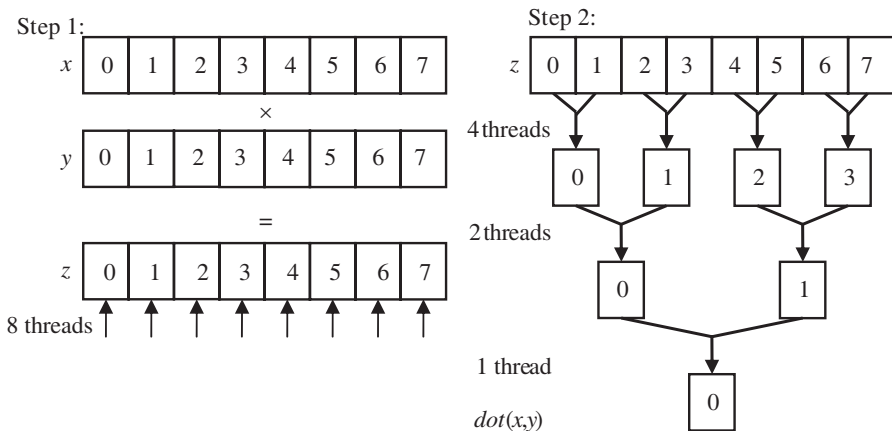 Step 1:
x 0 1 2 3 4 5 6 7
×
y 0 1 2 3 4 5 6 7
=
z 0 1 2 3 4 5 6 7
8 threads
Step 2:
z 0 1 2 3 4 5 6 7
4 threads
0 1 2 3
2 threads
0 1
1 thread
0
dot(x,y)